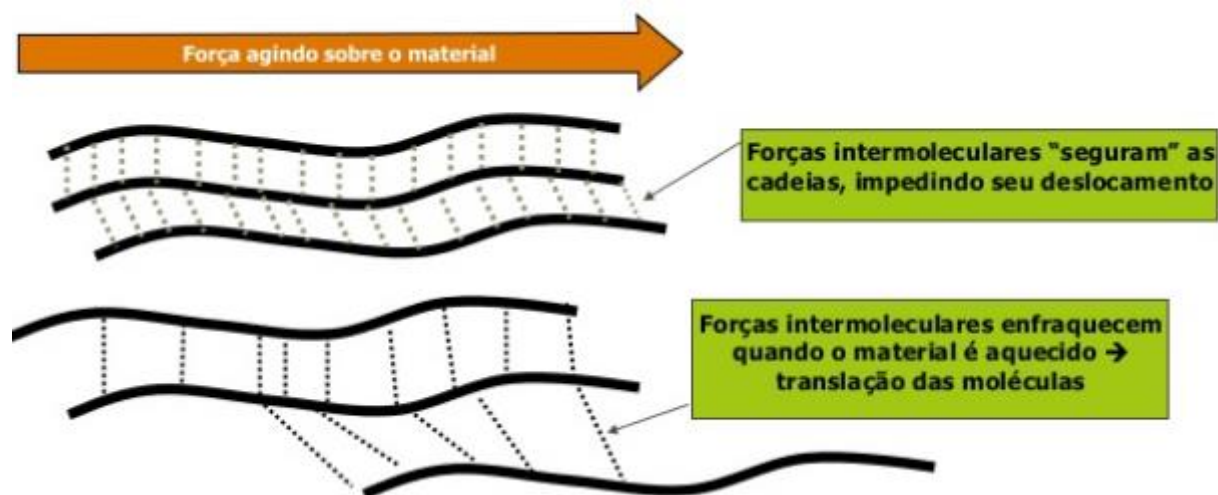 Força agindo sobre o material
Forças intermoleculares “seguram” as
cadeias, impedindo seu deslocamento
Forças intermoleculares enfraquecem
quando o material é aquecido →
translação das moléculas